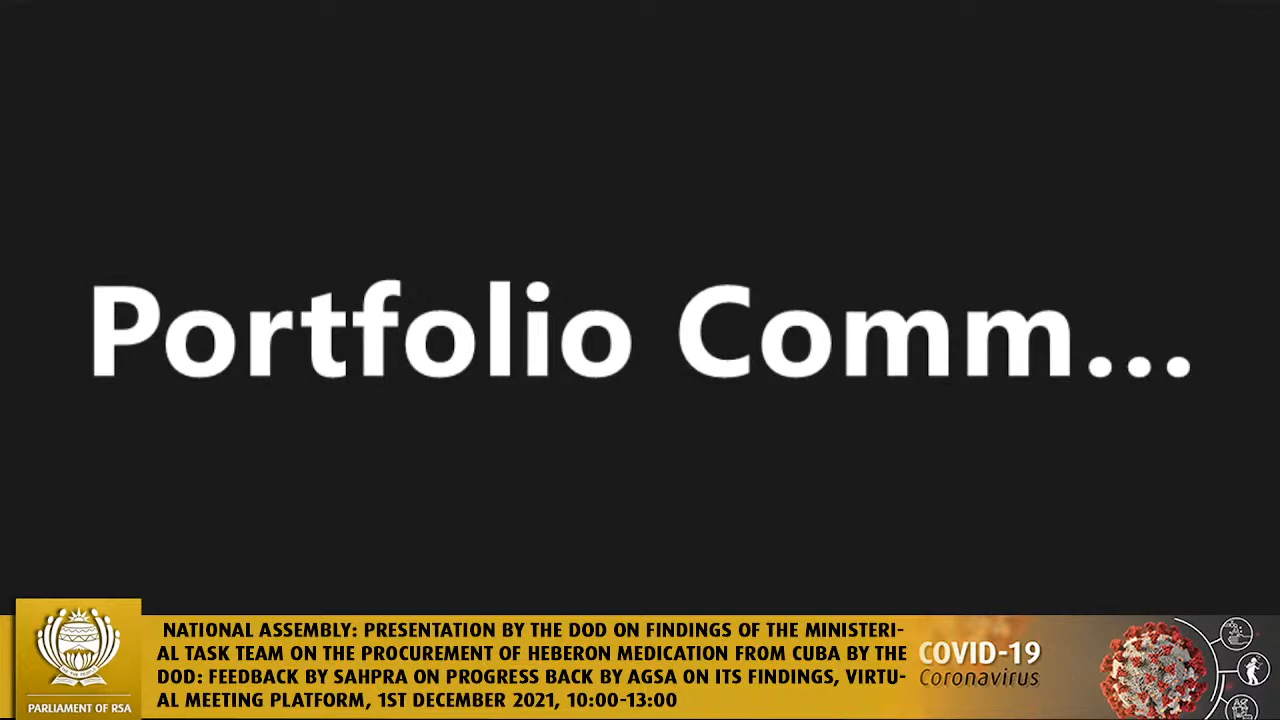 Portfolio Comm...
NATIONAL ASSEMBLY: PRESENTATION BY THE DOD ON FINDINGS OF THE MINISTERI-
AL TASK TEAM ON THE PROCUREMENT OF HEBERON MEDICATION FROM CUBA BY THE
DOD: FEEDBACK BY SAHPRA ON PROGRESS BACK BY AGSA ON ITS FINDINGS, VIRTU-
AL MEETING PLATFORM, 1ST DECEMBER 2021, 10:00-13:00
COVID-19
Coronavirus
PARLIAMENT OF RSA